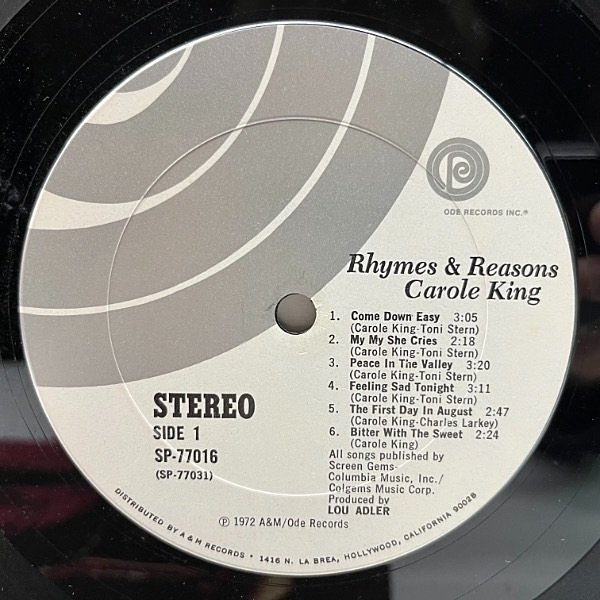 ODE RECORDS INC.®
Rhymes & Reasons
Carole King
1. Come Down Easy 3:05
(Carole King-Toni Stern)
2. My My She Cries 2:18
(Carole King-Toni Stern)
3. Peace In The Valley 3:20
(Carole King-Toni Stern)
4. Feeling Sad Tonight 3:11
(Carole King-Toni Stern)
5. The First Day In August 2:47
(Carole King-Charles Larkey)
6. Bitter With The Sweet 2:24
(Carole King)
All songs published by
Screen Gems-
Columbia Music, Inc./
Colgems Music Corp.
Produced by
LOU ADLER
STEREO
SIDE 1
SP-77016
(SP-77031)
℗ 1972 A&M/Ode Records
DISTRIBUTED BY A & M RECORDS • 1416 N. LA BREA, HOLLYWOOD, CALIFORNIA 90028